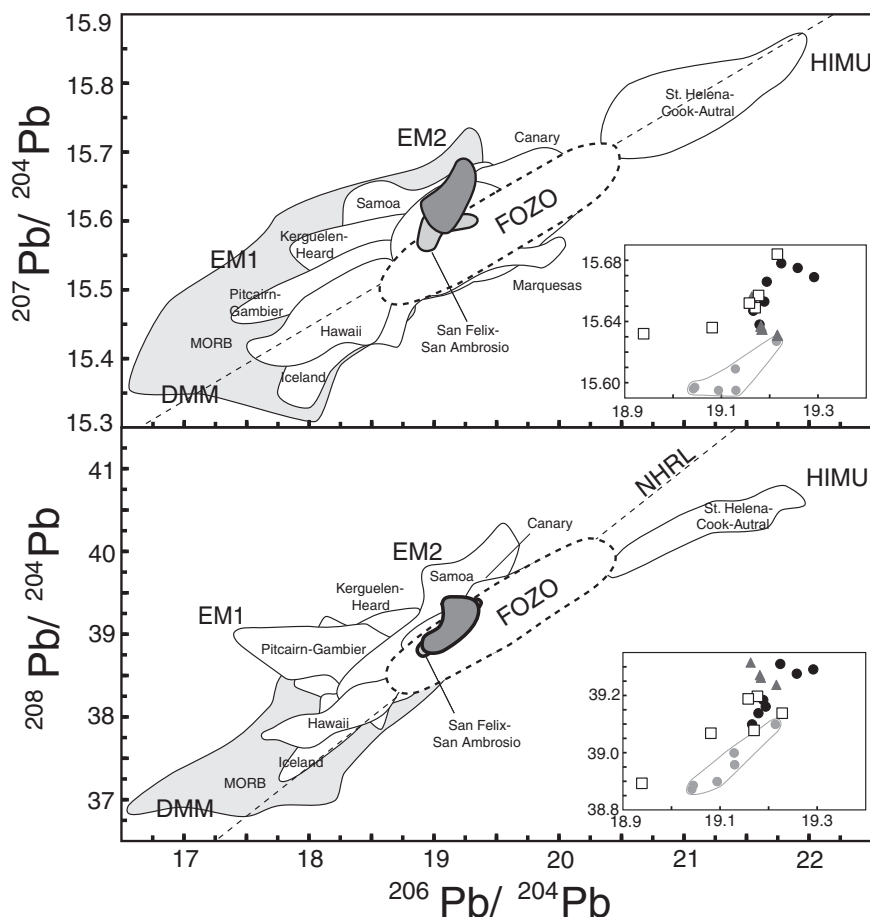 15.9
15.8
15.7
15.6
15.5
15.4
15.3
207Pb/ 204Pb
HIMU
St. Helena-
Cook-Autral
EM2
Canary
Samoa
FOZO
Kerguelen-
Heard
EM1
Pitcairn-
Gambier
Marquesas
MORB
Hawaii
San Felix-
San Ambrosio
Iceland
DMM
15.68
15.64
15.60
18.9
19.1
19.3
41
40
39
38
37
208Pb/ 204Pb
NHRL
HIMU
St. Helena-
Cook-Autral
Canary
EM2
Samoa
FOZO
Kerguelen-
Heard
EM1
Pitcairn-Gambier
Hawaii
San Felix-
San Ambrosio
Iceland
MORB
DMM
39.2
39.0
38.8
18.9
19.1
19.3
17
18
19
20
21
22
206Pb/ 204Pb